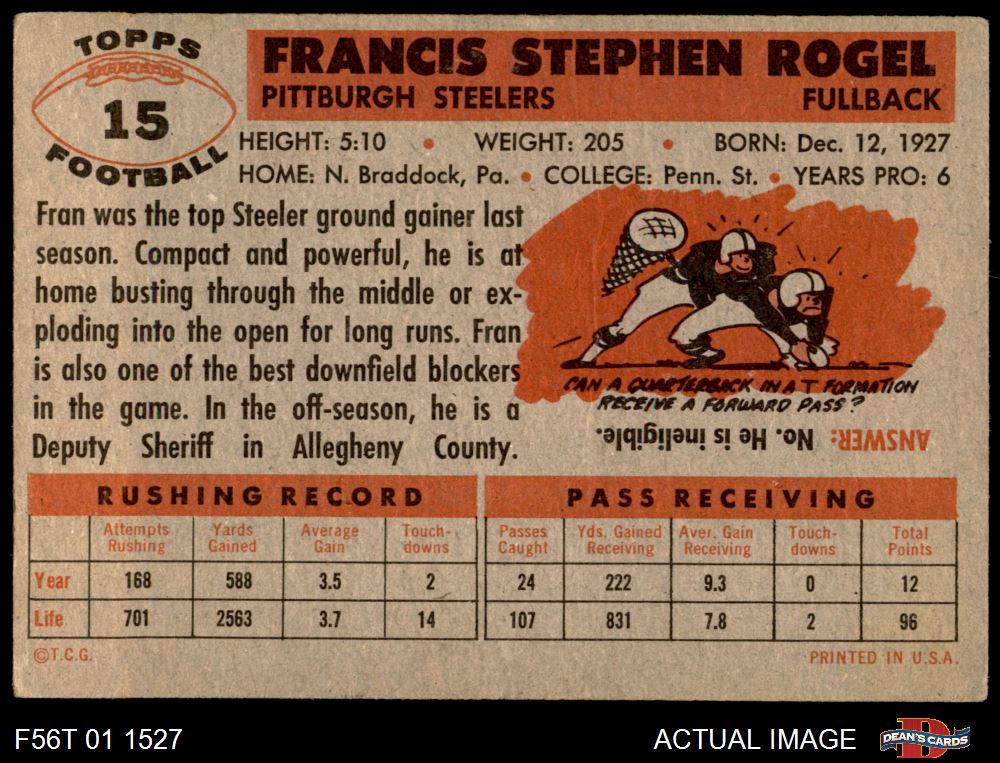 TOPPS
15
FOOTBALL
FRANCIS STEPHEN ROGEL
PITTBURGH STEELERS FULLBACK
HEIGHT: 5:10 • WEIGHT: 205 • BORN: Dec. 12, 1927
HOME: N. Braddock, Pa. • COLLEGE: Penn. St. • YEARS PRO: 6
Fran was the top Steeler ground gainer last
season. Compact and powerful, he is at
home busting through the middle or ex-
ploding into the open for long runs. Fran
is also one of the best downfield blockers
in the game. In the off-season, he is a
Deputy Sheriff in Allegheny County.
CAN A QUARTERBACK IN A T FORMATION
RECEIVE A FORWARD PASS?
ANSWER: No. He is ineligible.
RUSHING RECORD
Attempts Rushing Yards Gained Average Gain Touch-downs
Year 168 588 3.5 2
Life 701 2563 3.7 14
PASS RECEIVING
Passes Caught Yds. Gained Receiving Aver. Gain Receiving Touch-downs Total Points
24 222 9.3 0 12
107 831 7.8 2 96
©T.C.G. PRINTED IN U.S.A.
F56T 01 1527 ACTUAL IMAGE
D
DEAN'S CARDS